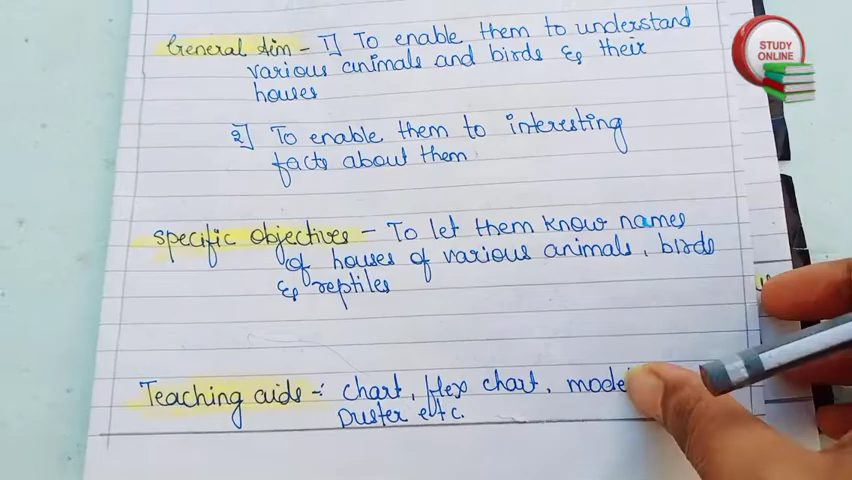 General Aim - 1] To enable them to understand
various animals and birds & their
houses
2] To enable them to interesting
facts about them
specific objectives - To let them know names
of houses of various animals, birds
& reptiles
Teaching aids -: chart, flex chart, mode
Duster etc.
STUDY
ONLINE